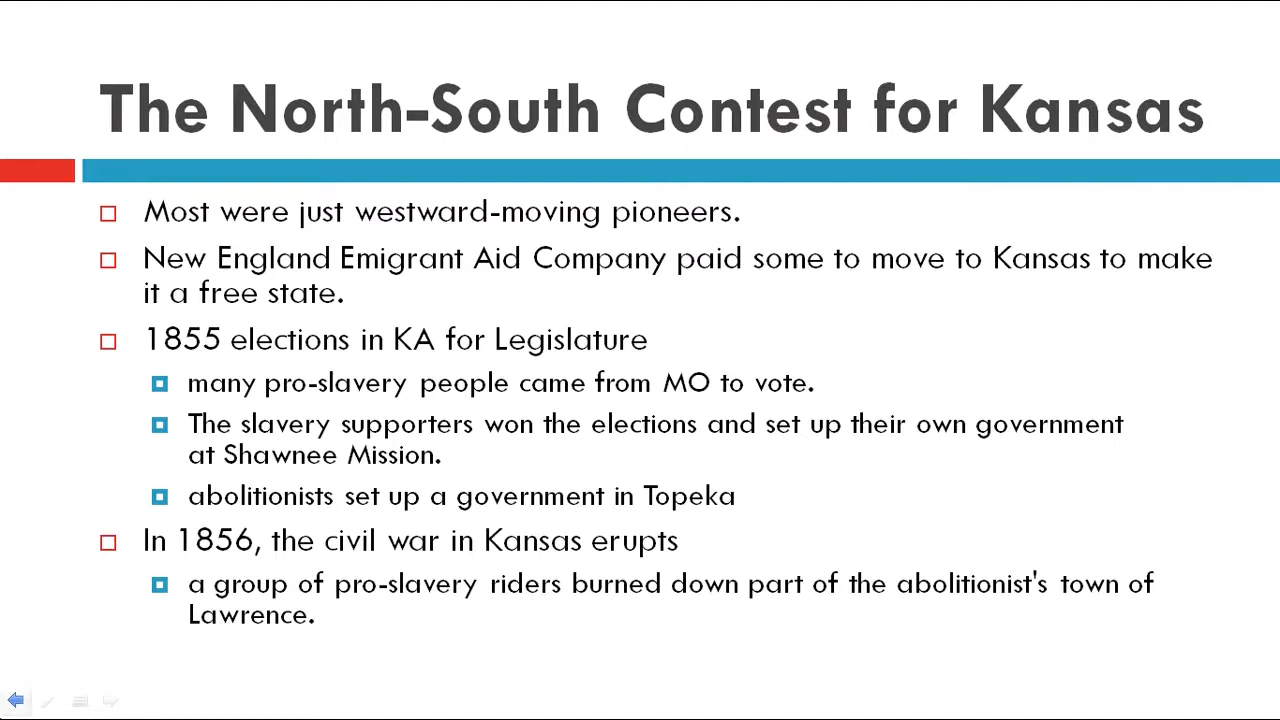 The North-South Contest for Kansas
Most were just westward-moving pioneers.
New England Emigrant Aid Company paid some to move to Kansas to make
it a free state.
1855 elections in KA for Legislature
many pro-slavery people came from MO to vote.
The slavery supporters won the elections and set up their own government
at Shawnee Mission.
abolitionists set up a government in Topeka
In 1856, the civil war in Kansas erupts
a group of pro-slavery riders burned down part of the abolitionist's town of
Lawrence.